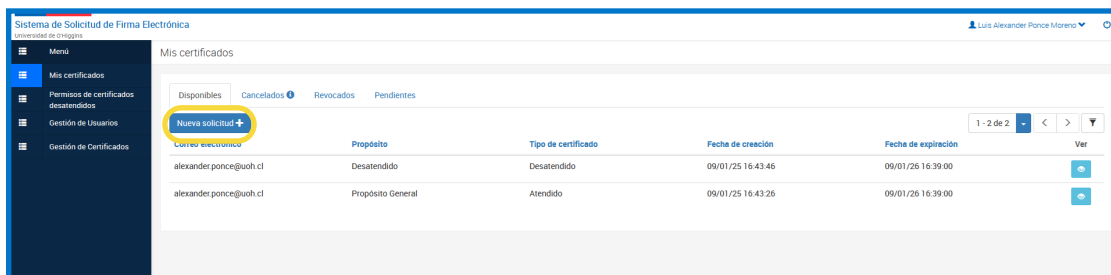 Sistema de Solicitud de Firma Electrónica
Universidad de O'Higgins
Luis Alexander Ponce Moreno
Menú
Mis certificados
Permisos de certificados
desatendidos
Gestión de Usuarios
Gestión de Certificados
Mis certificados
Disponibles Cancelados Revocados Pendientes
Nueva solicitud
1 - 2 de 2
Correo electrónico Propósito Tipo de certificado Fecha de creación Fecha de expiración Ver
alexander.ponce@uoh.cl Desatendido Desatendido 09/01/25 16:43:46 09/01/26 16:39:00
alexander.ponce@uoh.cl Propósito General Atendido 09/01/25 16:43:26 09/01/26 16:39:00